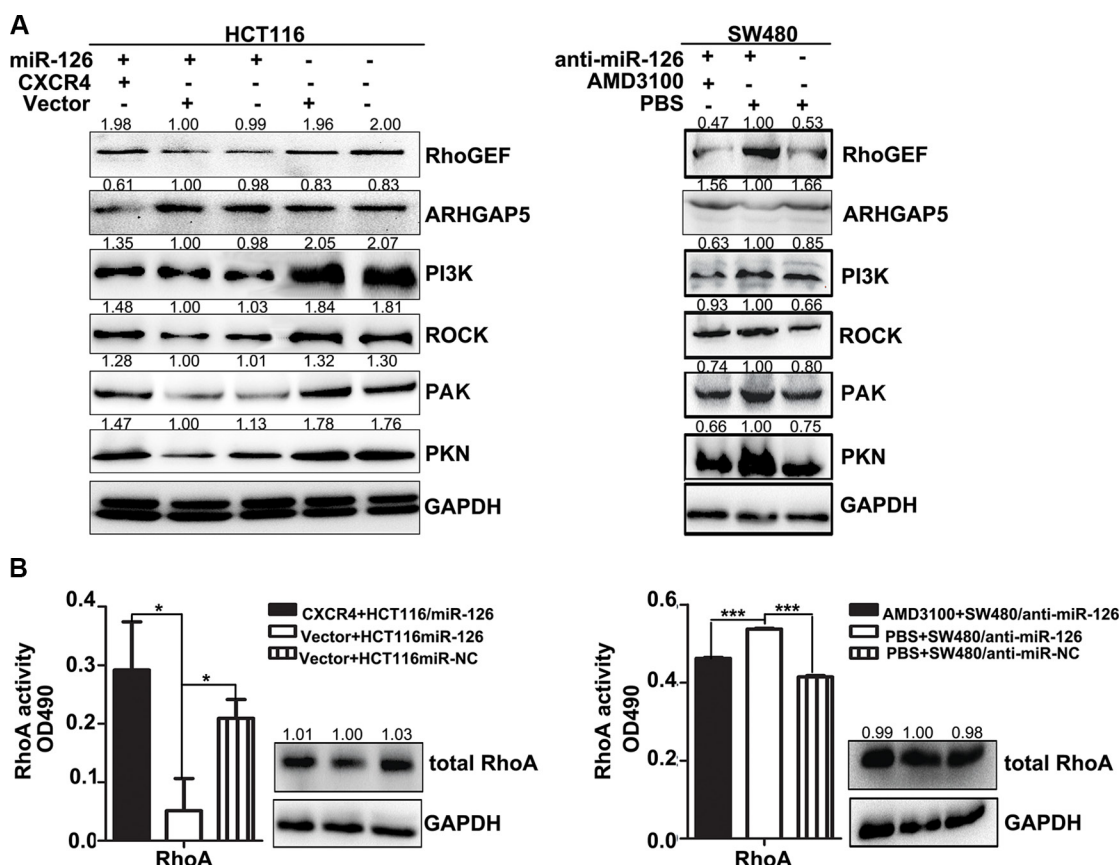 A
HCT116
miR-126 + + + - -
CXCR4 + - - - -
Vector - + - + -
1.98 1.00 0.99 1.96 2.00
RhoGEF
0.61 1.00 0.98 0.83 0.83
ARHGAP5
1.35 1.00 0.98 2.05 2.07
PI3K
1.48 1.00 1.03 1.84 1.81
ROCK
1.28 1.00 1.01 1.32 1.30
PAK
1.47 1.00 1.13 1.78 1.76
PKN
GAPDH
SW480
anti-miR-126 + + -
AMD3100 + - -
PBS - + +
0.47 1.00 0.53
RhoGEF
1.56 1.00 1.66
ARHGAP5
0.63 1.00 0.85
PI3K
0.93 1.00 0.66
ROCK
0.74 1.00 0.80
PAK
0.66 1.00 0.75
PKN
GAPDH
B
RhoA activity
OD490
0.4
0.3
0.2
0.1
0.0
*
*
RhoA
CXCR4+HCT116/miR-126
Vector+HCT116miR-126
Vector+HCT116miR-NC
1.01 1.00 1.03
total RhoA
GAPDH
RhoA activity
OD490
0.6
0.4
0.2
0.0
*** ***
RhoA
AMD3100+SW480/anti-miR-126
PBS+SW480/anti-miR-126
PBS+SW480/anti-miR-NC
0.99 1.00 0.98
total RhoA
GAPDH